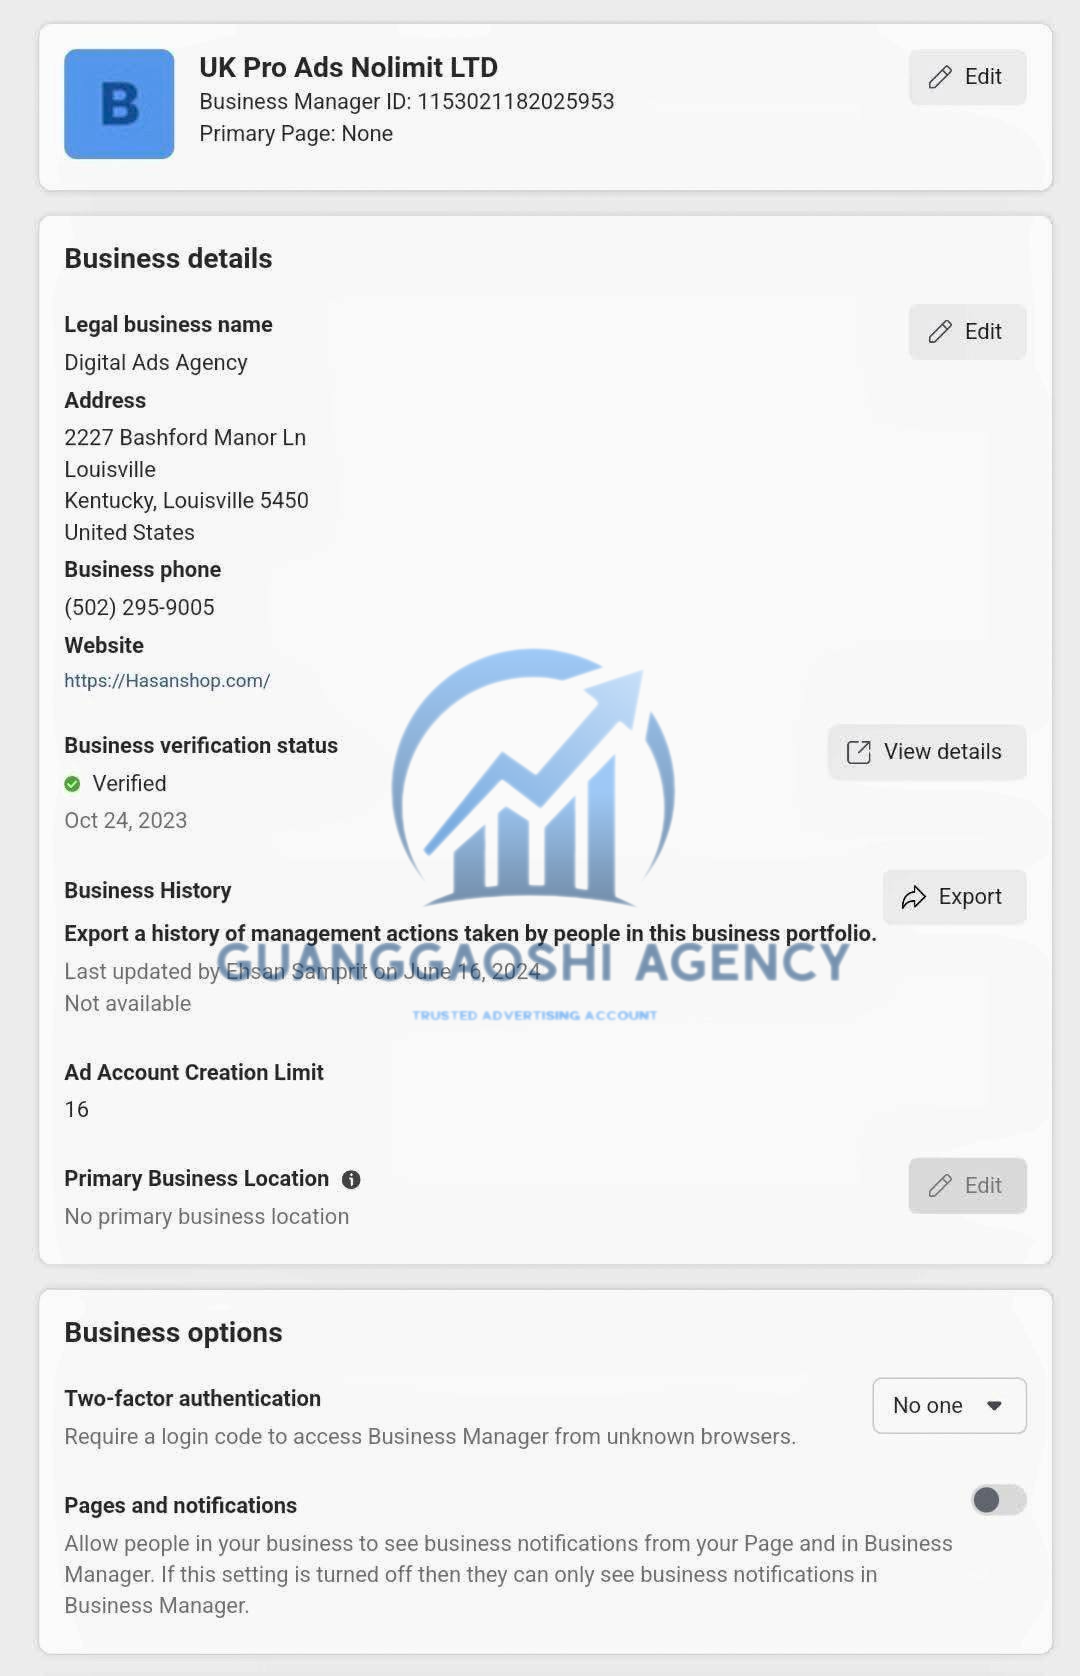 B
UK Pro Ads Nolimit LTD
Business Manager ID: 1153021182025953
Primary Page: None
Edit
Business details
Legal business name
Edit
Digital Ads Agency
Address
2227 Bashford Manor Ln
Louisville
Kentucky, Louisville 5450
United States
Business phone
(502) 295-9005
Website
https://Hasanshop.com/
Business verification status
View details
Verified
Oct 24, 2023
Business History
Export
Export a history of management actions taken by people in this business portfolio.
Last updated by Ehsan Samprit on June 16, 2024
GUANGGAOSHI AGENCY
Not available
TRUSTED ADVERTISING ACCOUNT
Ad Account Creation Limit
16
Primary Business Location
Edit
No primary business location
Business options
Two-factor authentication
No one
Require a login code to access Business Manager from unknown browsers.
Pages and notifications
Allow people in your business to see business notifications from your Page and in Business
Manager. If this setting is turned off then they can only see business notifications in
Business Manager.